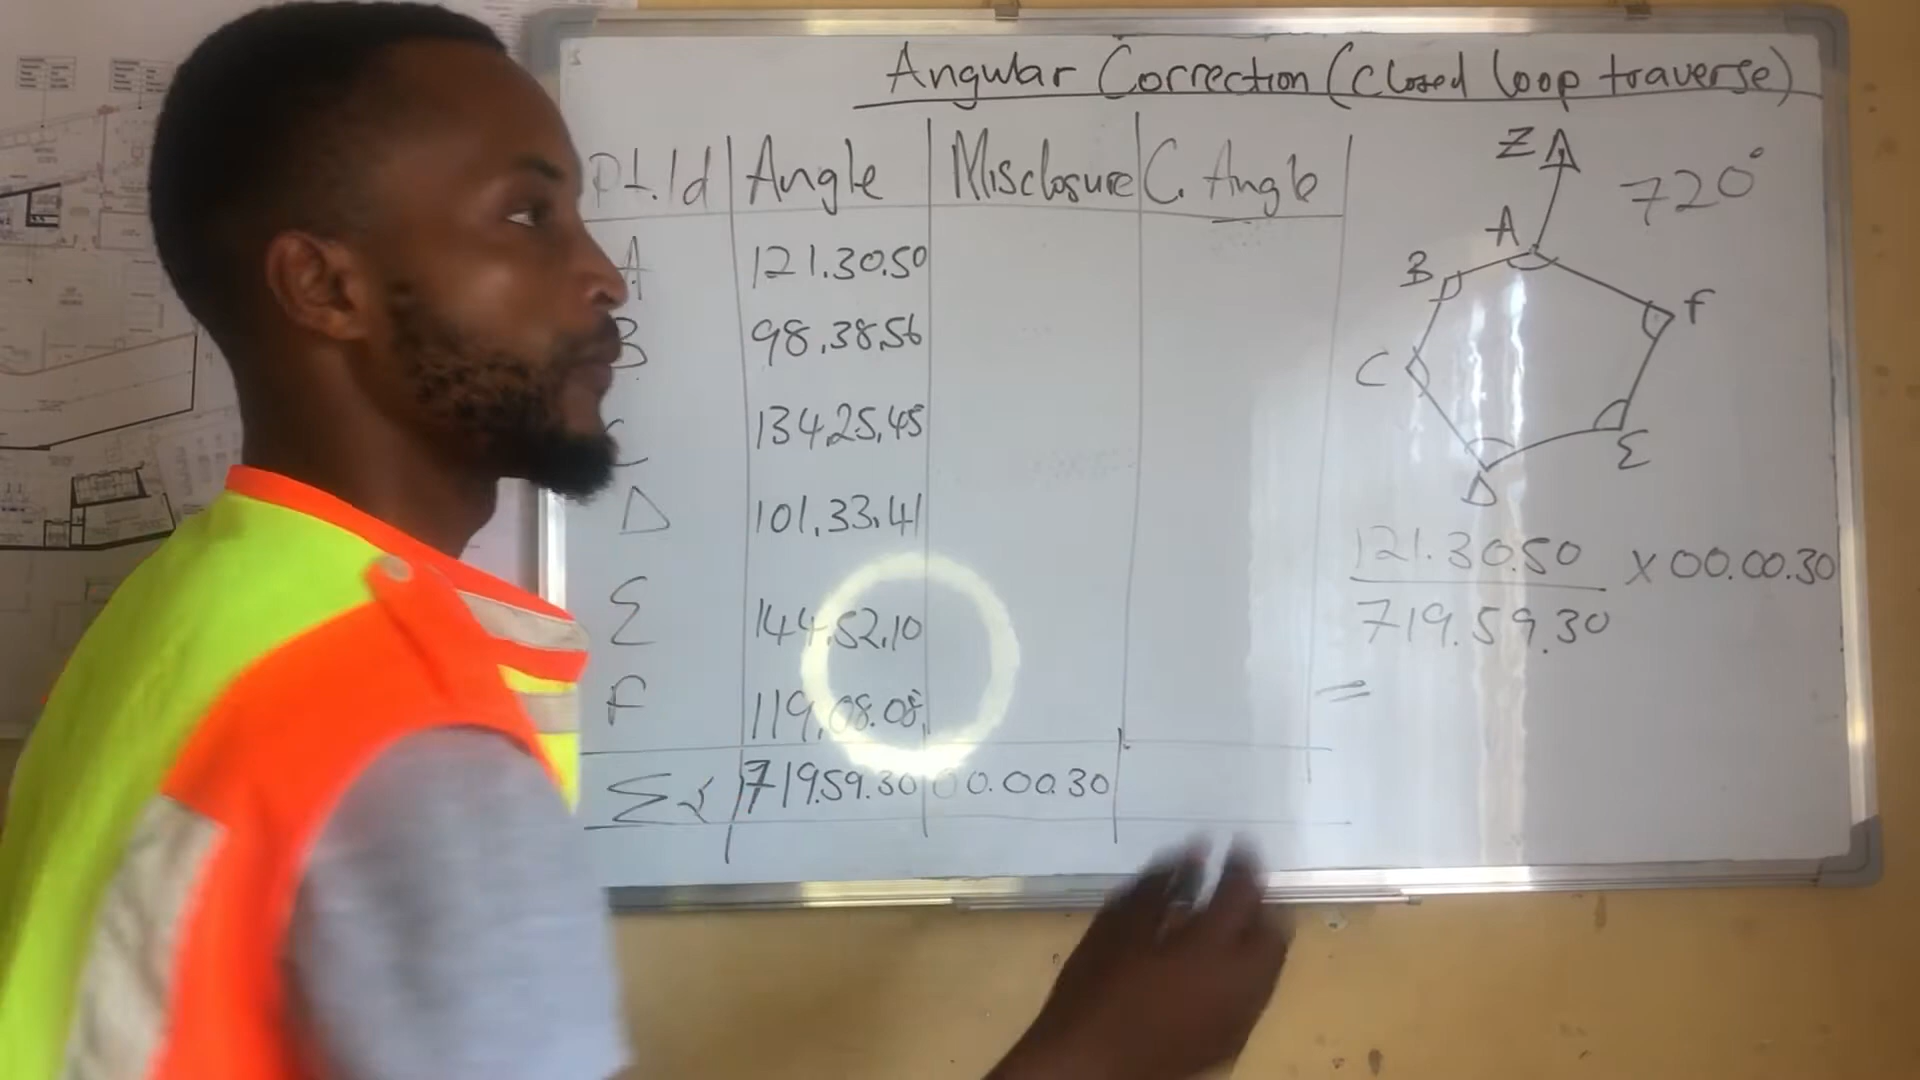 Angular Correction (Closed loop traverse)
Pt.Id Angle Misclosure C. Angle
A 121.30.50
B 98.38.56
C 134.25.45
D 101.33.41
E 144.52.10
F 119.08.08
Σ∡ 719.59.30 00.00.30
Z
720°
A
B
F
C
E
D
121.30.50 x 00.00.30
719.59.30
=